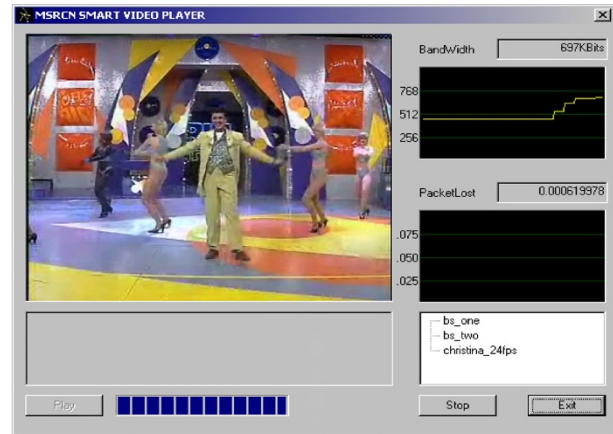 MSRCN SMART VIDEO PLAYER
BandWidth
697KBits
768
512
256
PacketLost
0.000619978
.075
.050
.025
bs_one
bs_two
christina_24fps
Play
Stop
Exit